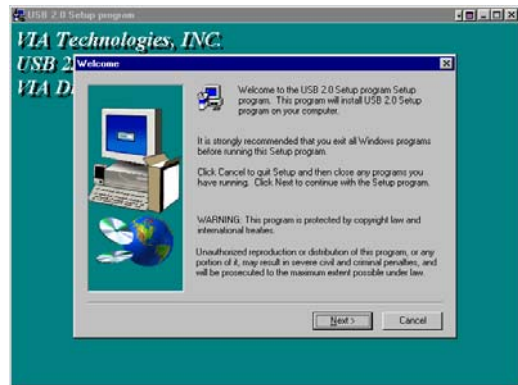 USB 2.0 Setup program
VIA Technologies, INC.
USB 2
VIA D
Welcome
Welcome to the USB 2.0 Setup program Setup
program. This program will install USB 2.0 Setup
program on your computer.
It is strongly recommended that you exit all Windows programs
before running this Setup program.
Click Cancel to quit Setup and then close any programs you
have running. Click Next to continue with the Setup program.
WARNING: This program is protected by copyright law and
international treaties.
Unauthorized reproduction or distribution of this program, or any
portion of it, may result in severe civil and criminal penalties, and
will be prosecuted to the maximum extent possible under law.
Next >
Cancel